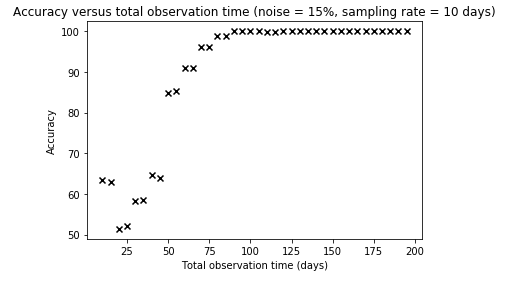 Accuracy versus total observation time (noise = 15%, sampling rate = 10 days)
100
90
80
70
60
50
Accuracy
25 50 75 100 125 150 175 200
Total observation time (days)